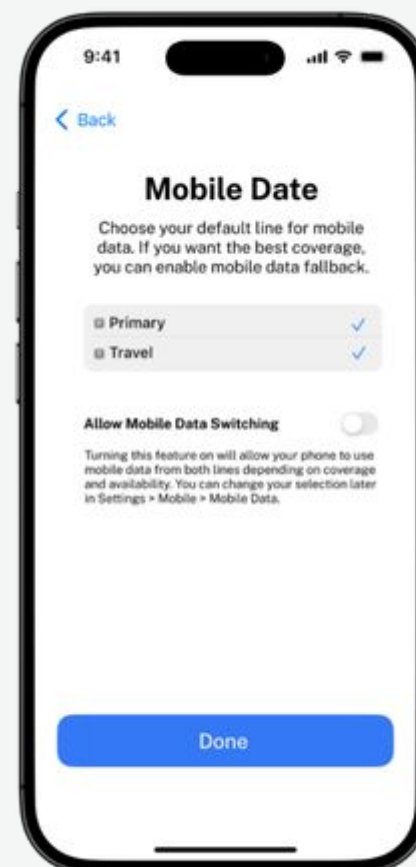 9:41
Back
Mobile Date
Choose your default line for mobile
data. If you want the best coverage,
you can enable mobile data fallback.
Primary
Travel
Allow Mobile Data Switching
Turning this feature on will allow your phone to use
mobile data from both lines depending on coverage
and availability. You can change your selection later
in Settings > Mobile > Mobile Data.
Done